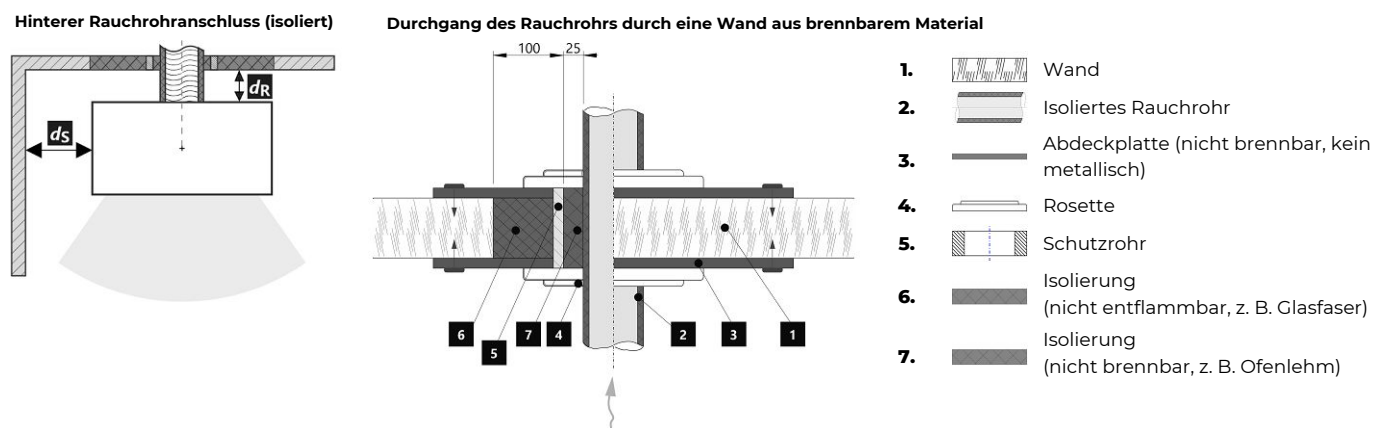 Hinterer Rauchrohranschluss (isoliert)
dR
dS
Durchgang des Rauchrohrs durch eine Wand aus brennbarem Material
100 25
6 5 7 4 2 3 1
1. Wand
2. Isoliertes Rauchrohr
3. Abdeckplatte (nicht brennbar, kein
metallisch)
4. Rosette
5. Schutzrohr
6. Isolierung
(nicht entflammbar, z. B. Glasfaser)
7. Isolierung
(nicht brennbar, z. B. Ofenlehm)